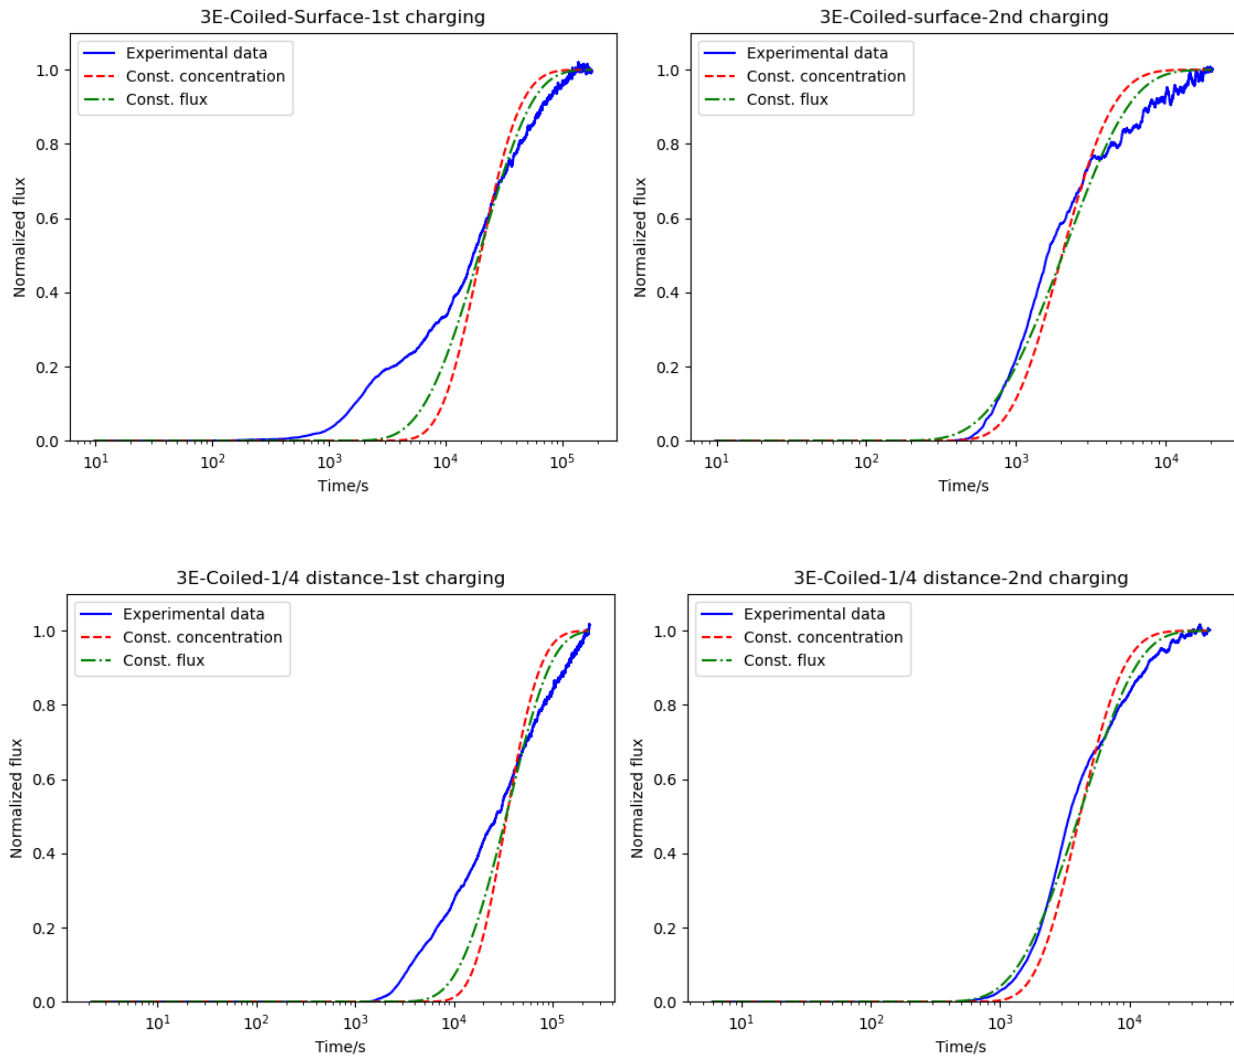 3E-Coiled-Surface-1st charging
Experimental data
Const. concentration
Const. flux
Normalized flux
1.0
0.8
0.6
0.4
0.2
0.0
10¹ 10² 10³ 10⁴ 10⁵
Time/s
3E-Coiled-surface-2nd charging
Experimental data
Const. concentration
Const. flux
Normalized flux
1.0
0.8
0.6
0.4
0.2
0.0
10¹ 10² 10³ 10⁴
Time/s
3E-Coiled-1/4 distance-1st charging
Experimental data
Const. concentration
Const. flux
Normalized flux
1.0
0.8
0.6
0.4
0.2
0.0
10¹ 10² 10³ 10⁴ 10⁵
Time/s
3E-Coiled-1/4 distance-2nd charging
Experimental data
Const. concentration
Const. flux
Normalized flux
1.0
0.8
0.6
0.4
0.2
0.0
10¹ 10² 10³ 10⁴
Time/s